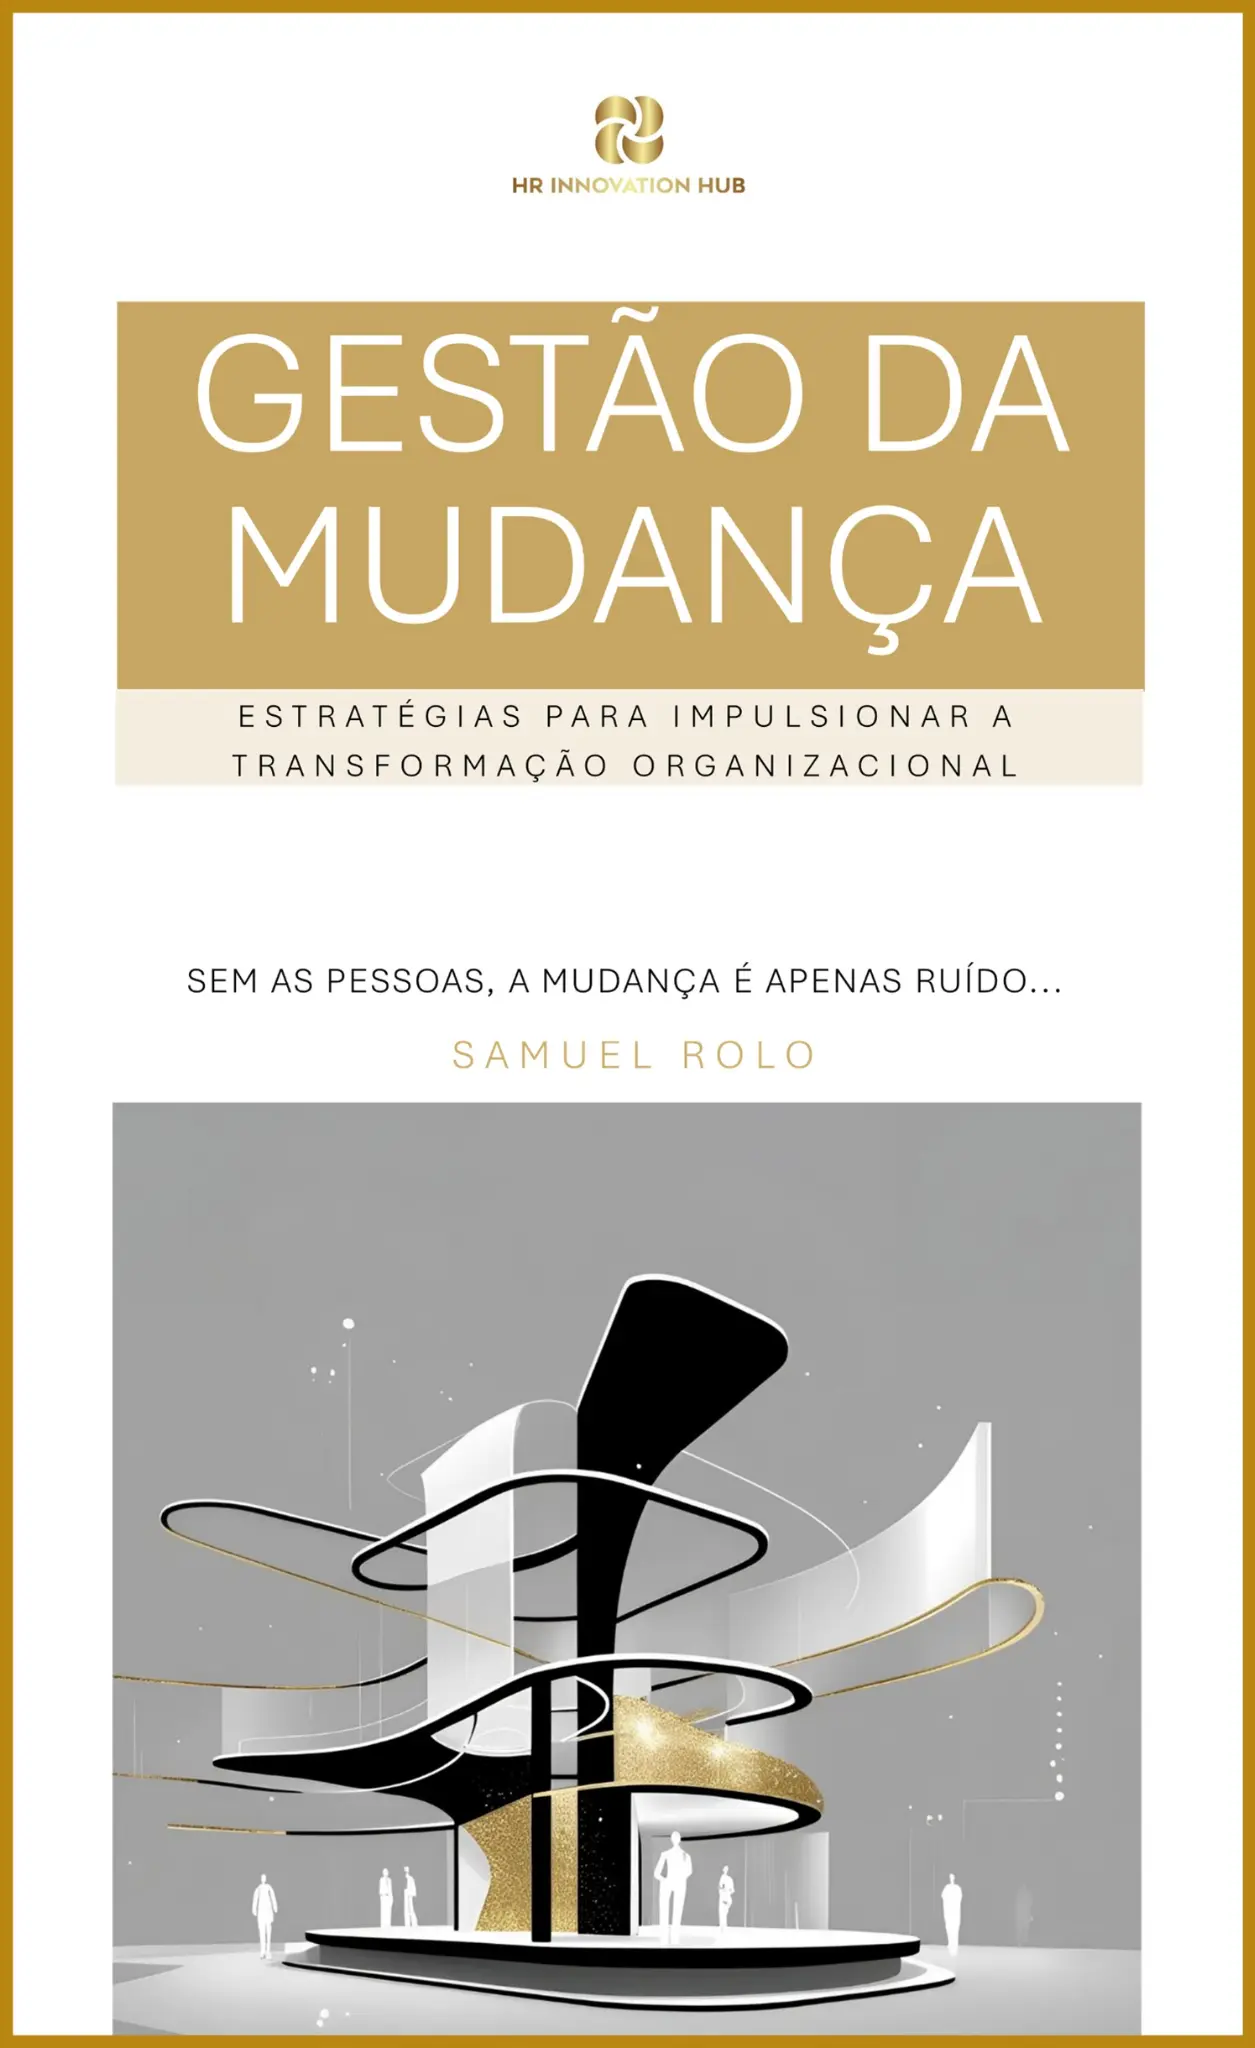 HR INNOVATION HUB
GESTÃO DA
MUDANÇA
ESTRATÉGIAS PARA IMPULSIONAR A
TRANSFORMAÇÃO ORGANIZACIONAL
SEM AS PESSOAS, A MUDANÇA É APENAS RUÍDO...
SAMUEL ROLO